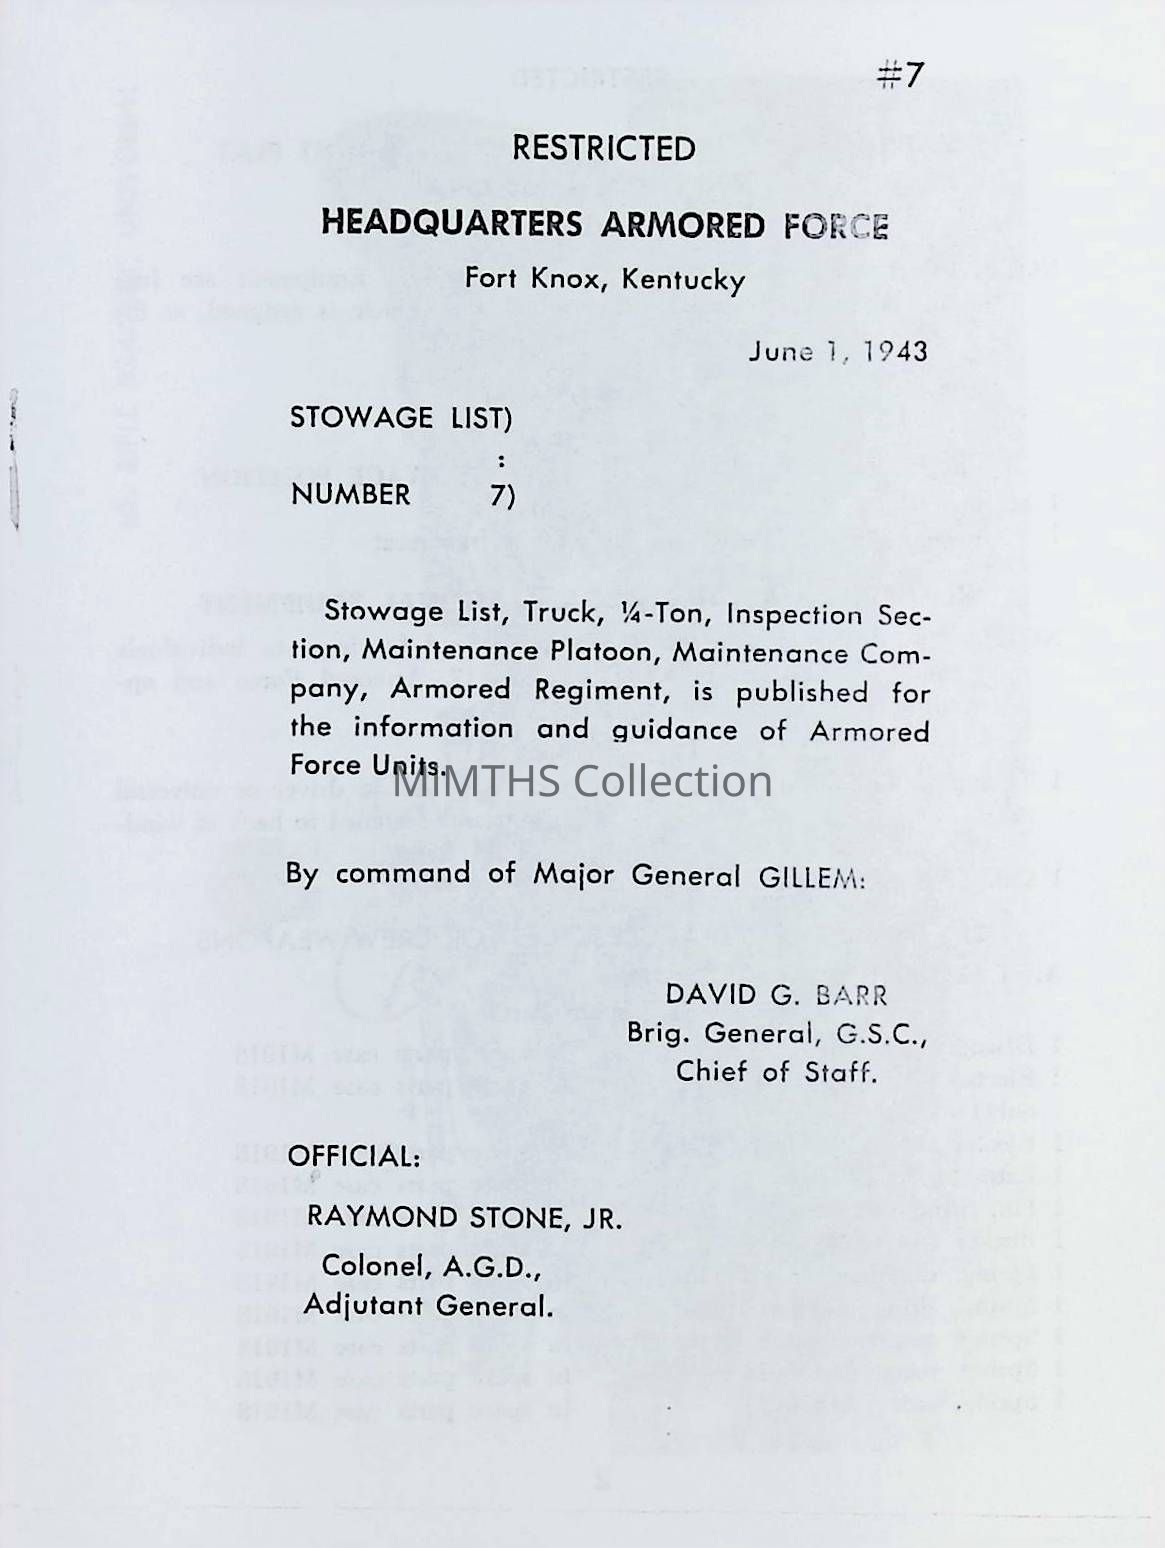 #7
RESTRICTED
HEADQUARTERS ARMORED FORCE
Fort Knox, Kentucky
June 1, 1943
STOWAGE LIST)
:
NUMBER 7)
Stowage List, Truck, ¼-Ton, Inspection Sec-
tion, Maintenance Platoon, Maintenance Com-
pany, Armored Regiment, is published for
the information and guidance of Armored
Force Units.
MIMTHS Collection
By command of Major General GILLEM:
DAVID G. BARR
Brig. General, G.S.C.,
Chief of Staff.
OFFICIAL:
RAYMOND STONE, JR.
Colonel, A.G.D.,
Adjutant General.